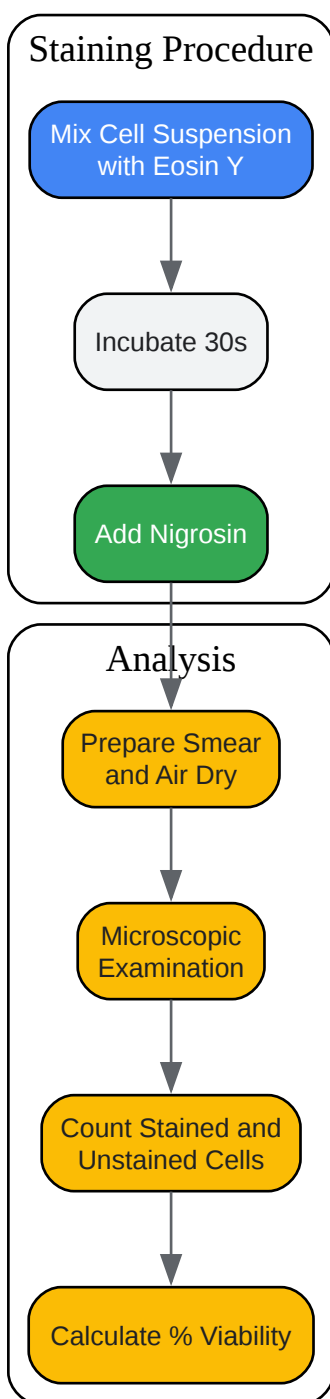 Staining Procedure
Mix Cell Suspension
with Eosin Y
Incubate 30s
Add Nigrosin
Analysis
Prepare Smear
and Air Dry
Microscopic
Examination
Count Stained and
Unstained Cells
Calculate % Viability